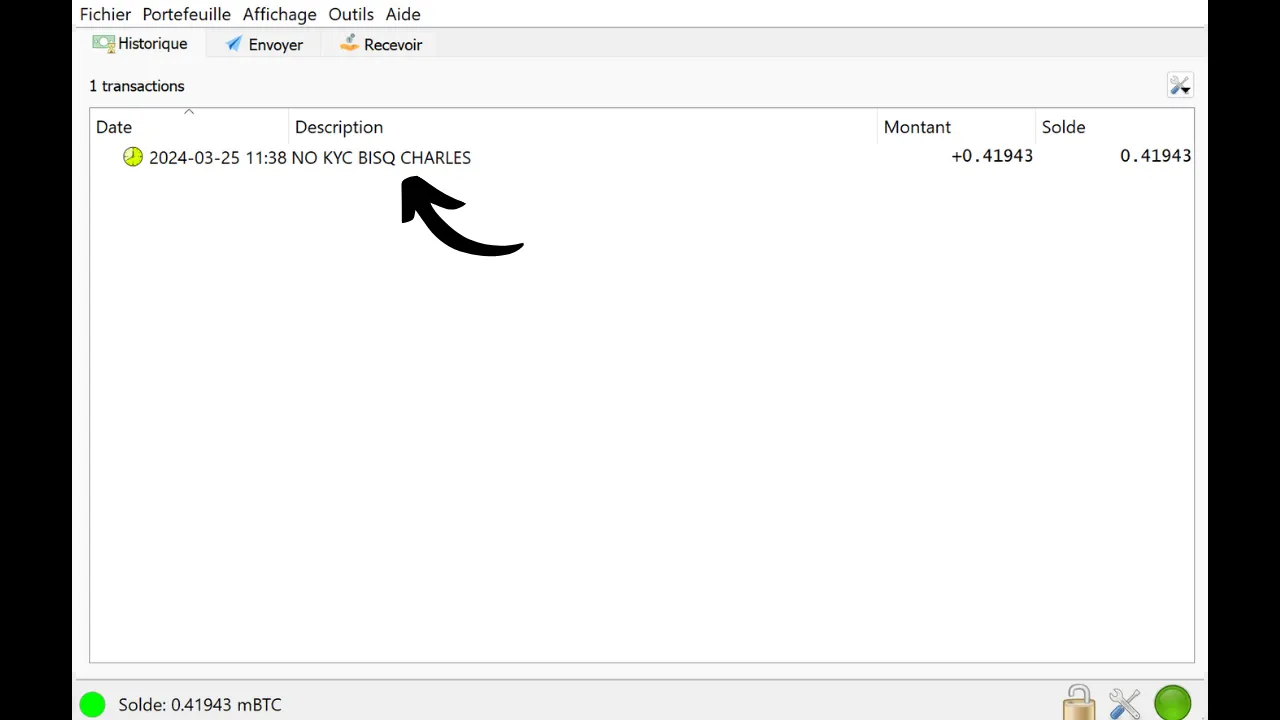 Fichier Portefeuille Affichage Outils Aide
Historique Envoyer Recevoir
1 transactions
Date Description Montant Solde
2024-03-25 11:38 NO KYC BISQ CHARLES +0.41943 0.41943
Solde: 0.41943 mBTC